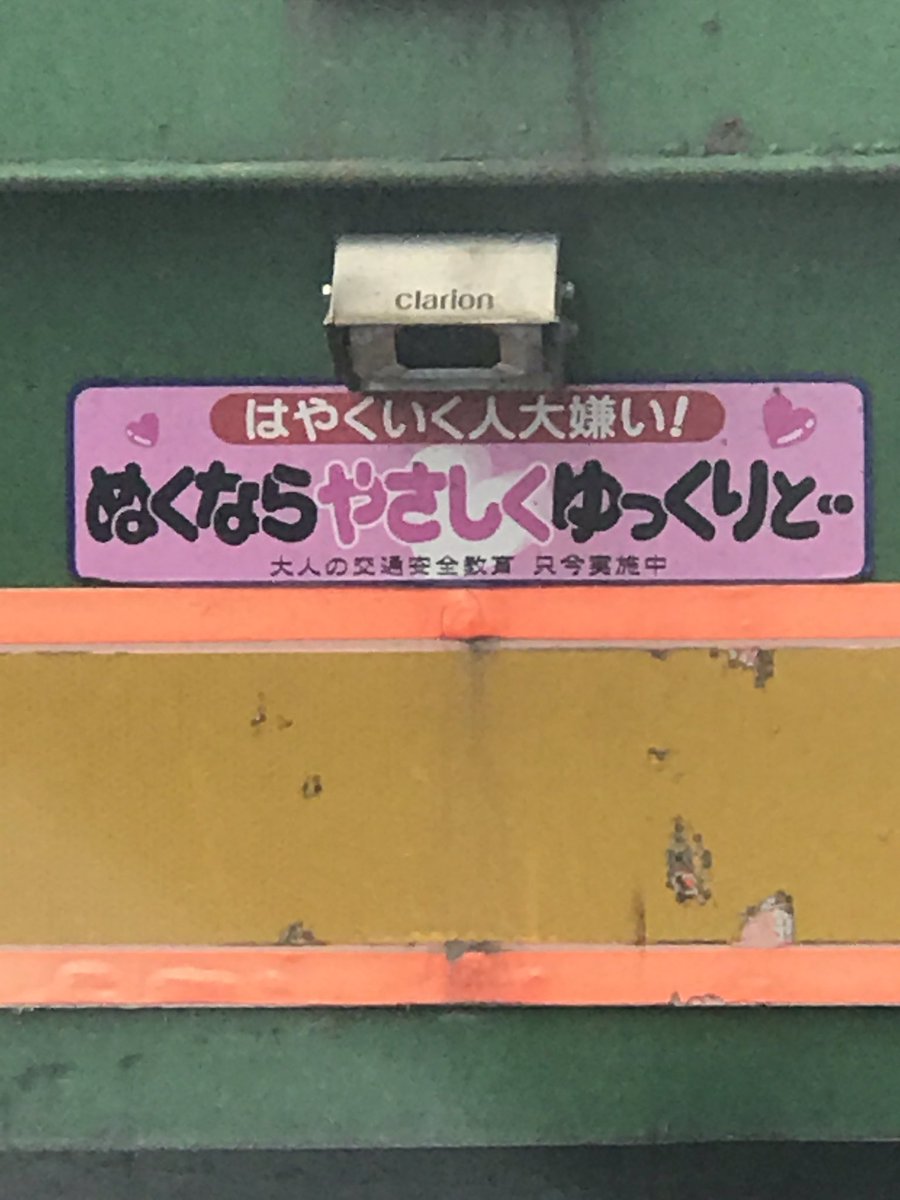 clarion
はやくいく人大嫌い!
ぬくならやさしくゆっくりと‥
大人の交通安全教育 只今実施中